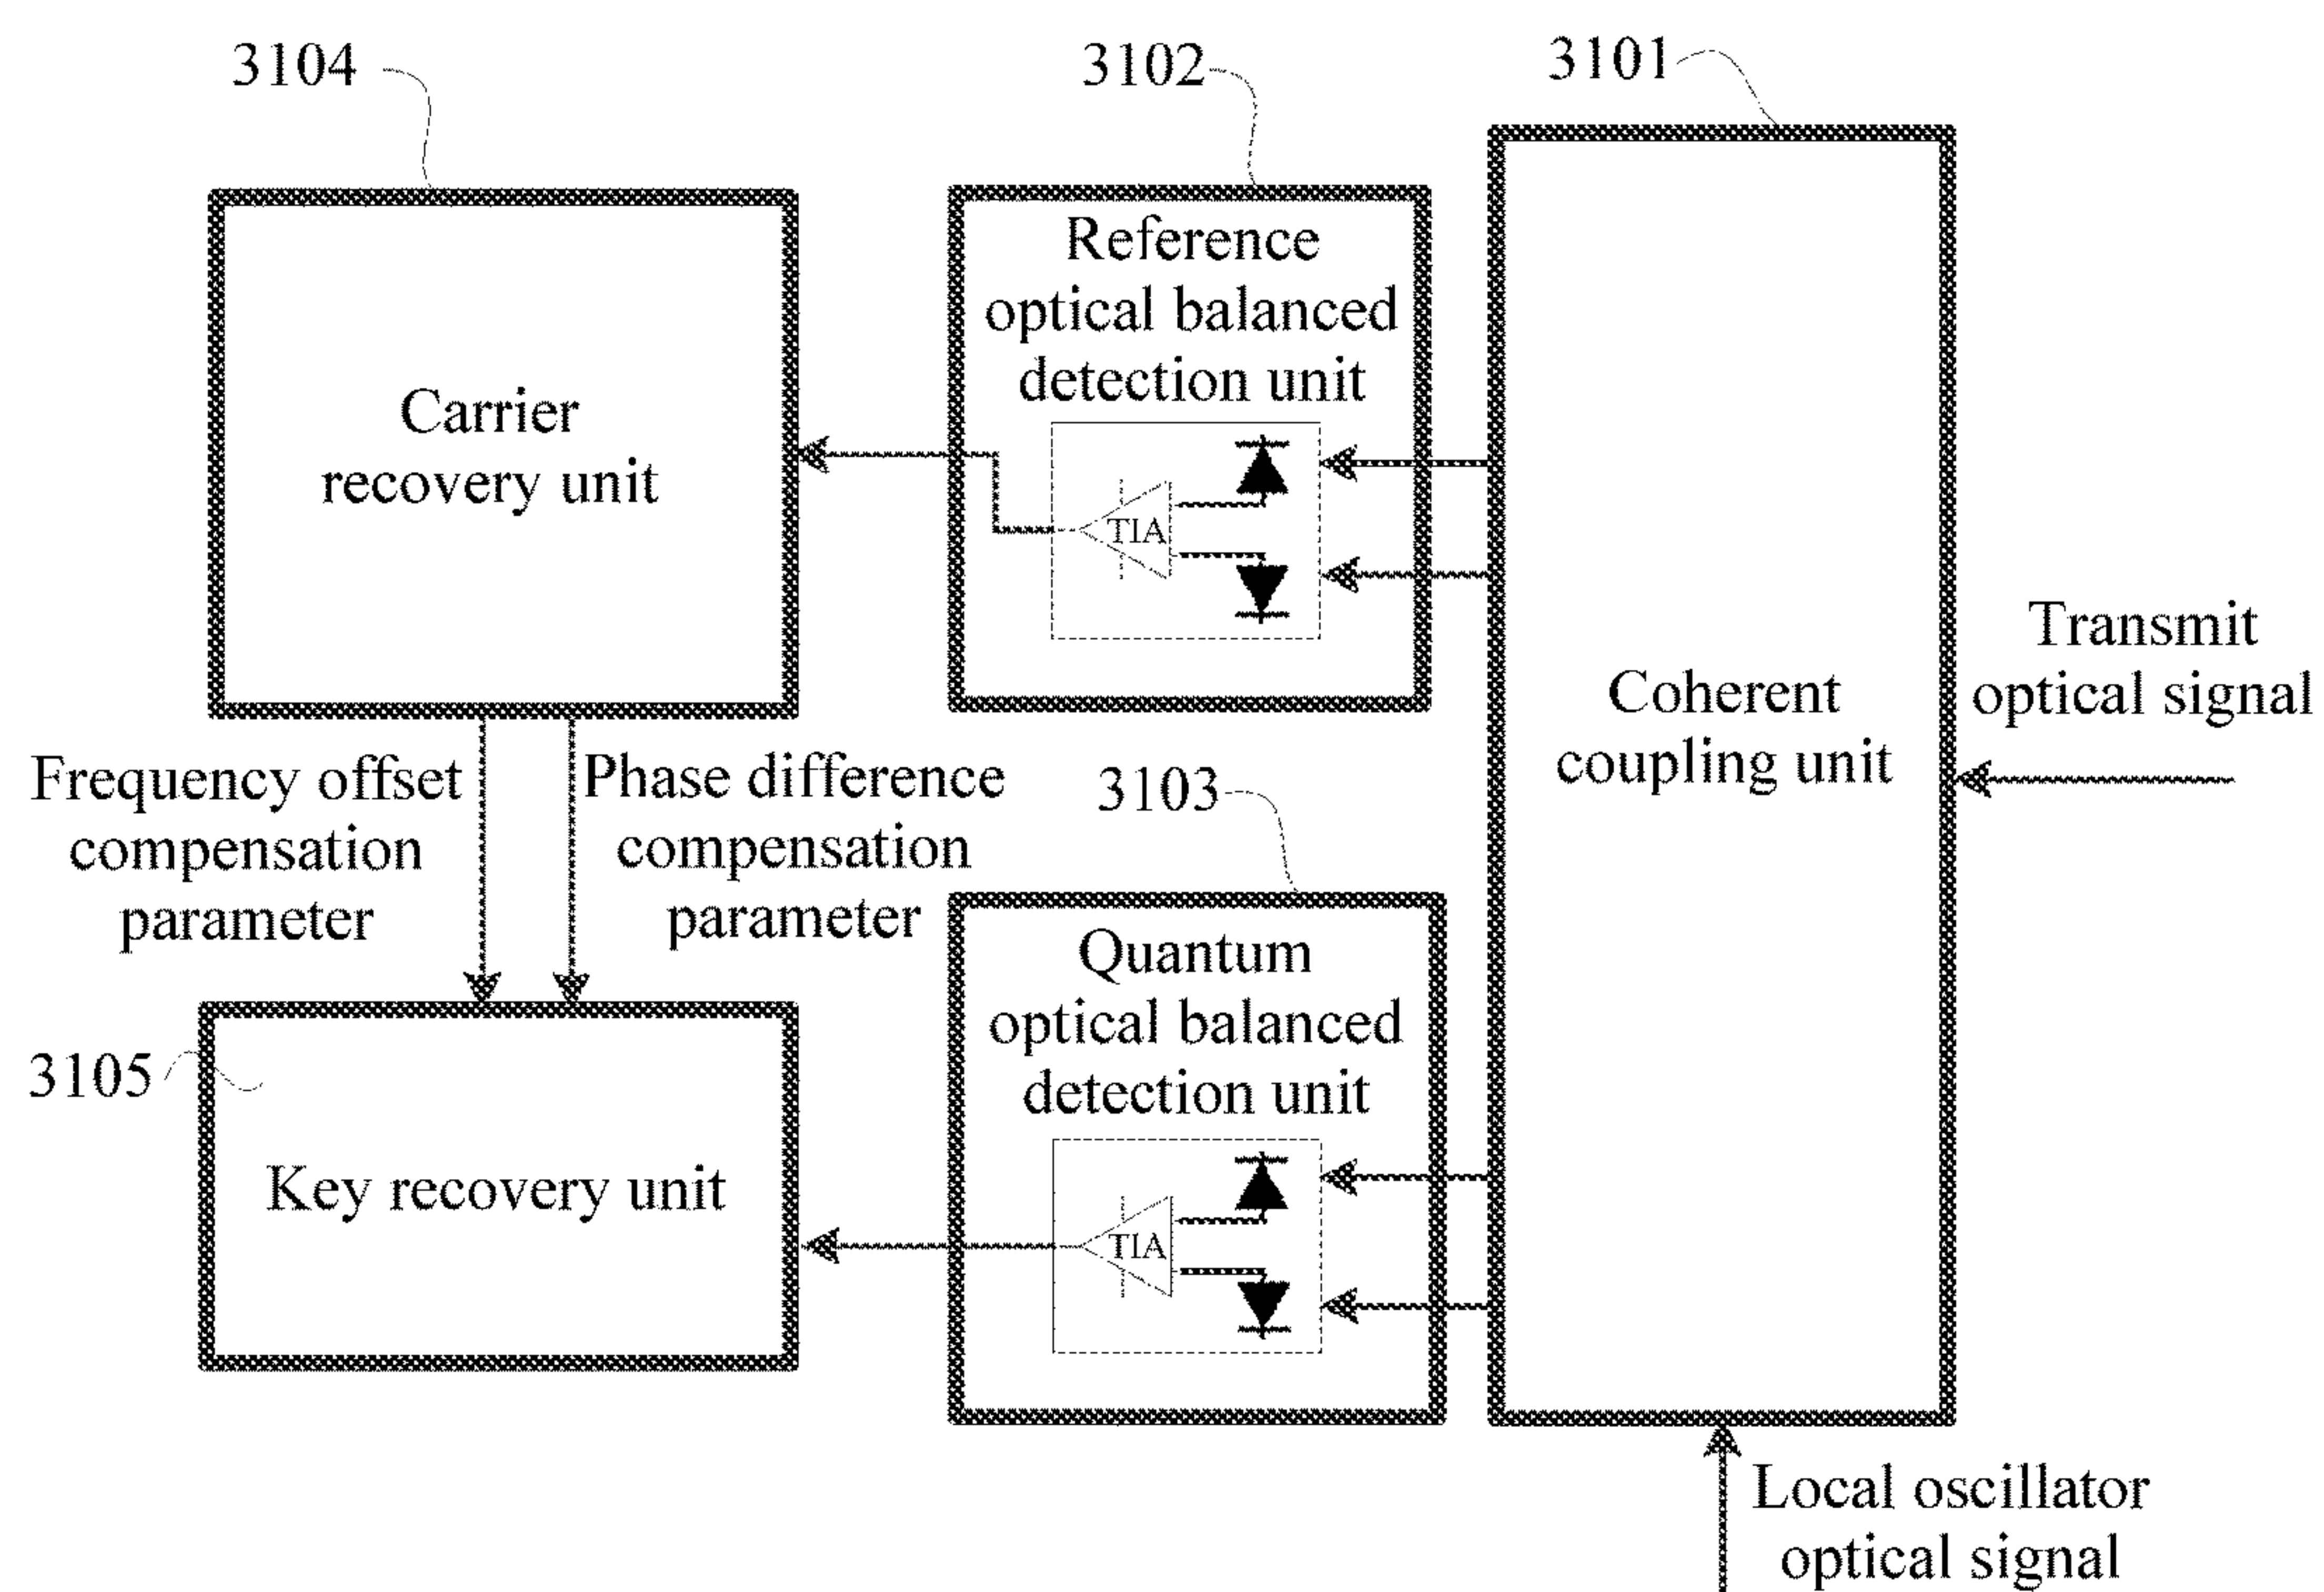 3104
3102
3101
Reference
optical balanced
detection unit
Carrier
recovery unit
TIA
Transmit
optical signal
Coherent
coupling unit
Frequency offset
compensation
parameter
Phase difference
compensation
parameter
3103
Quantum
optical balanced
detection unit
3105
Key recovery unit
TIA
Local oscillator
optical signal